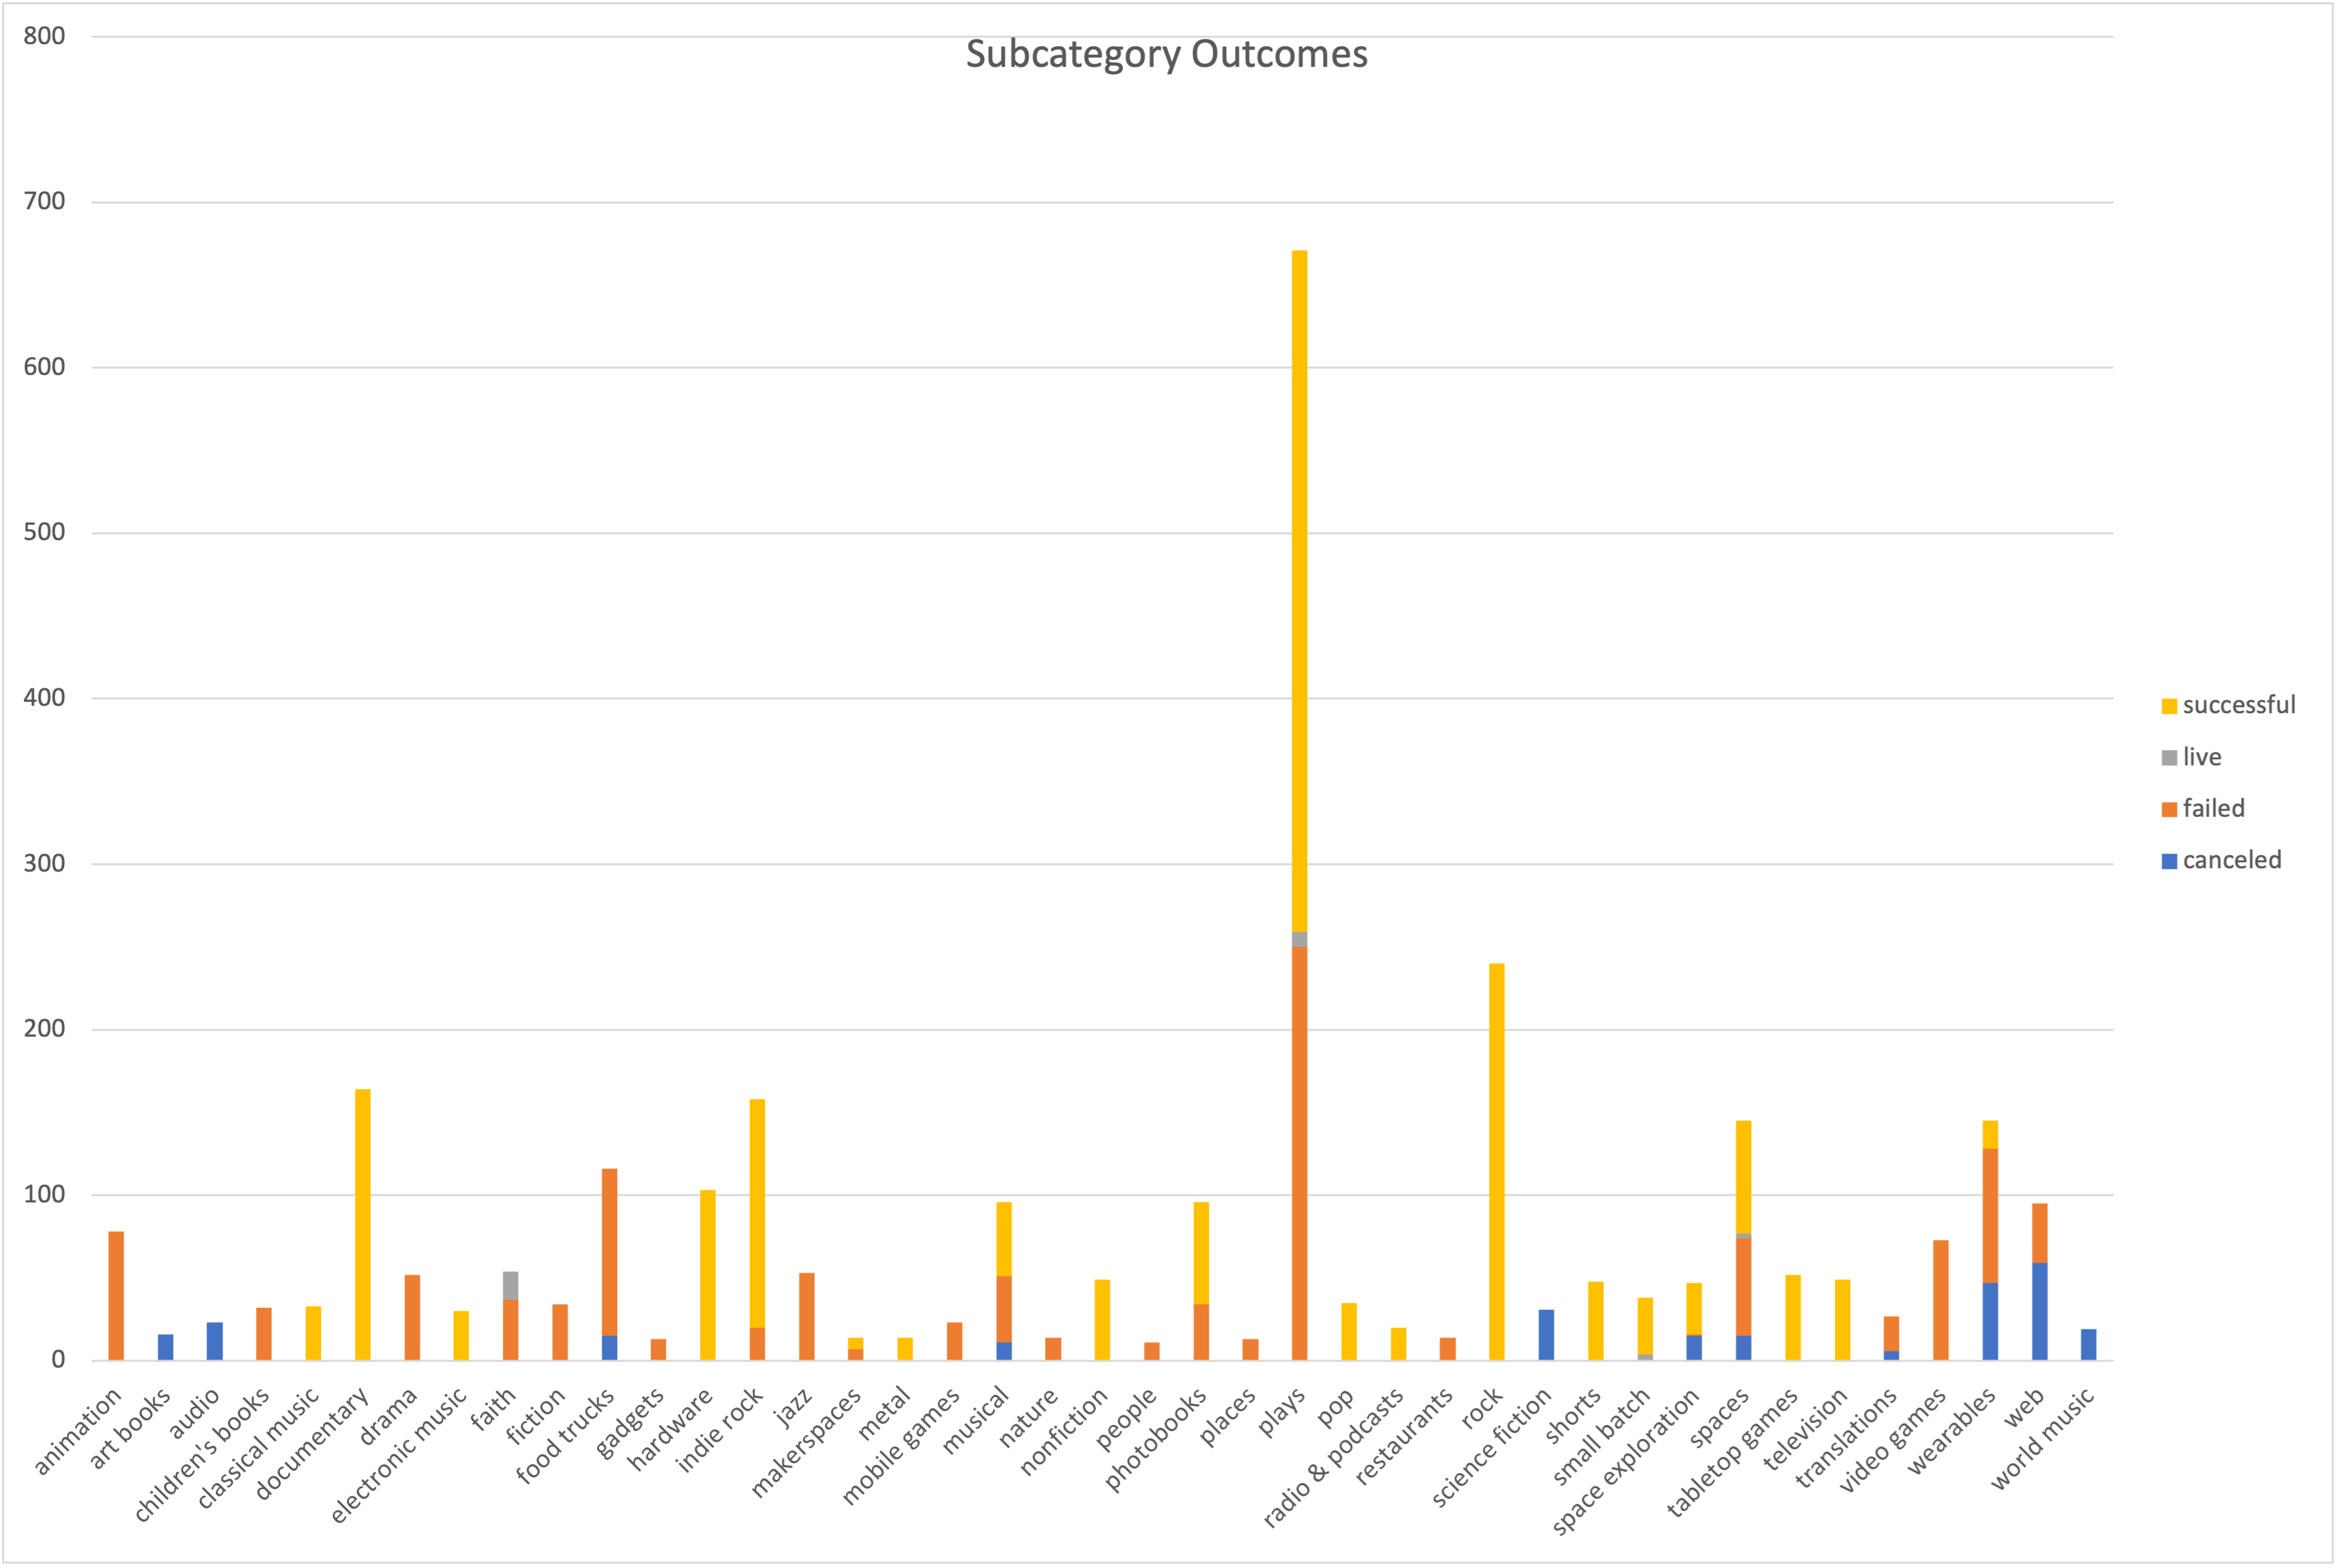 Subcategory Outcomes
800
700
600
500
400
300
200
100
0
successful
live
failed
canceled
animation
art books
audio
children's books
classical music
documentary
drama
electronic music
faith
fiction
food trucks
gadgets
hardware
indie rock
jazz
makerspaces
metal
mobile games
musical
nature
nonfiction
people
photobooks
places
plays
pop
radio & podcasts
restaurants
rock
science fiction
shorts
small batch
space exploration
spaces
tabletop games
television
translations
video games
wearables
web
world music